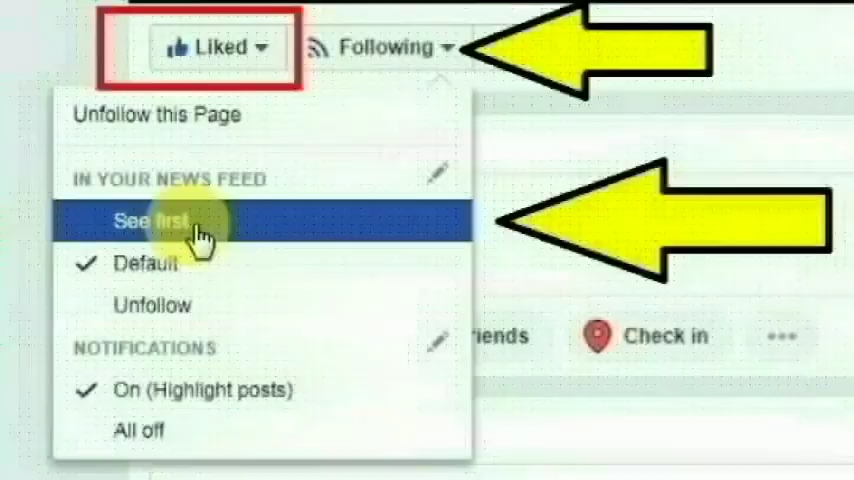 Liked Following
Unfollow this Page
IN YOUR NEWS FEED
See first
Default
Unfollow
NOTIFICATIONS
On (Highlight posts)
All off
riends Check in